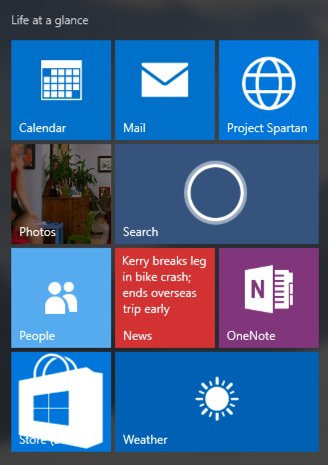 Life at a glance
Calendar
Mail
Project Spartan
Photos
Search
Kerry breaks leg
in bike crash;
ends overseas
trip early
People
News
OneNote
N
Store
Weather